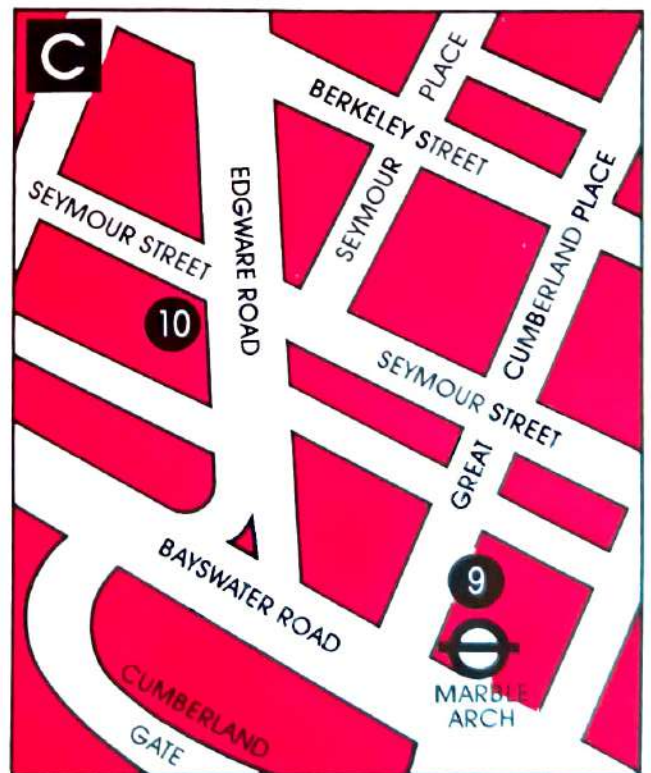 C
PLACE
BERKELEY STREET
SEYMOUR
EDGWARE ROAD
CUMBERLAND PLACE
GREAT
SEYMOUR STREET
10
SEYMOUR STREET
9
BAYSWATER ROAD
MARBLE
ARCH
CUMBERLAND
GATE